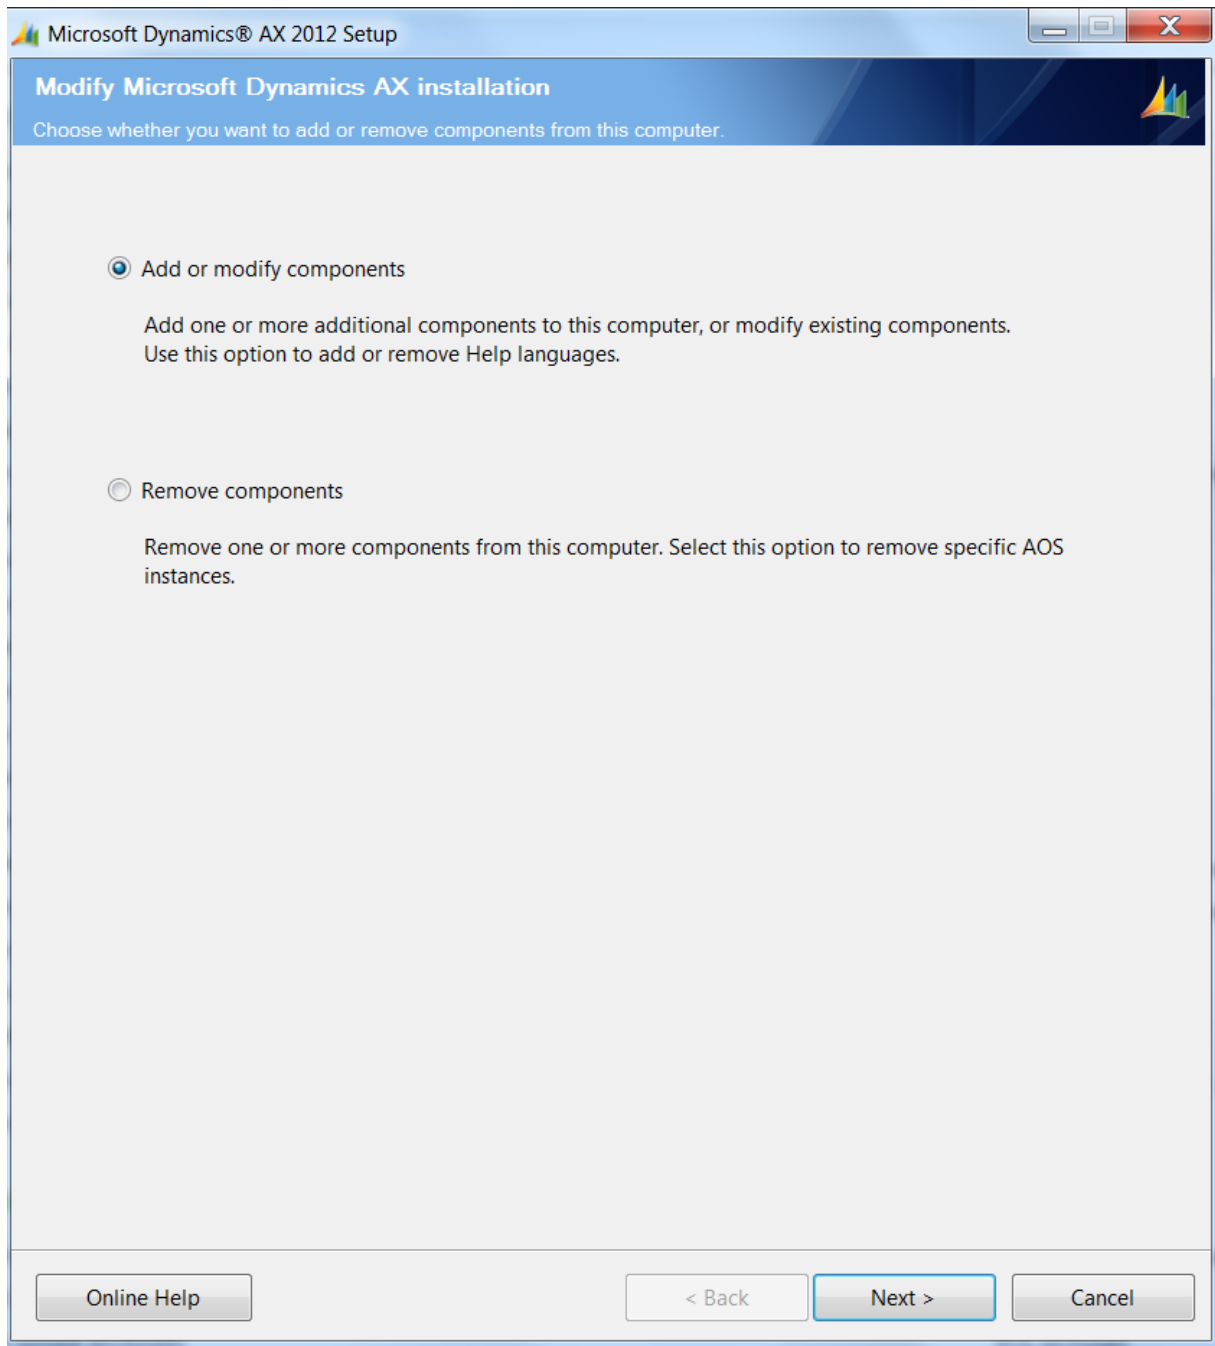 Microsoft Dynamics® AX 2012 Setup
Modify Microsoft Dynamics AX installation
Choose whether you want to add or remove components from this computer.
Add or modify components
Add one or more additional components to this computer, or modify existing components.
Use this option to add or remove Help languages.
Remove components
Remove one or more components from this computer. Select this option to remove specific AOS
instances.
Online Help
< Back
Next >
Cancel